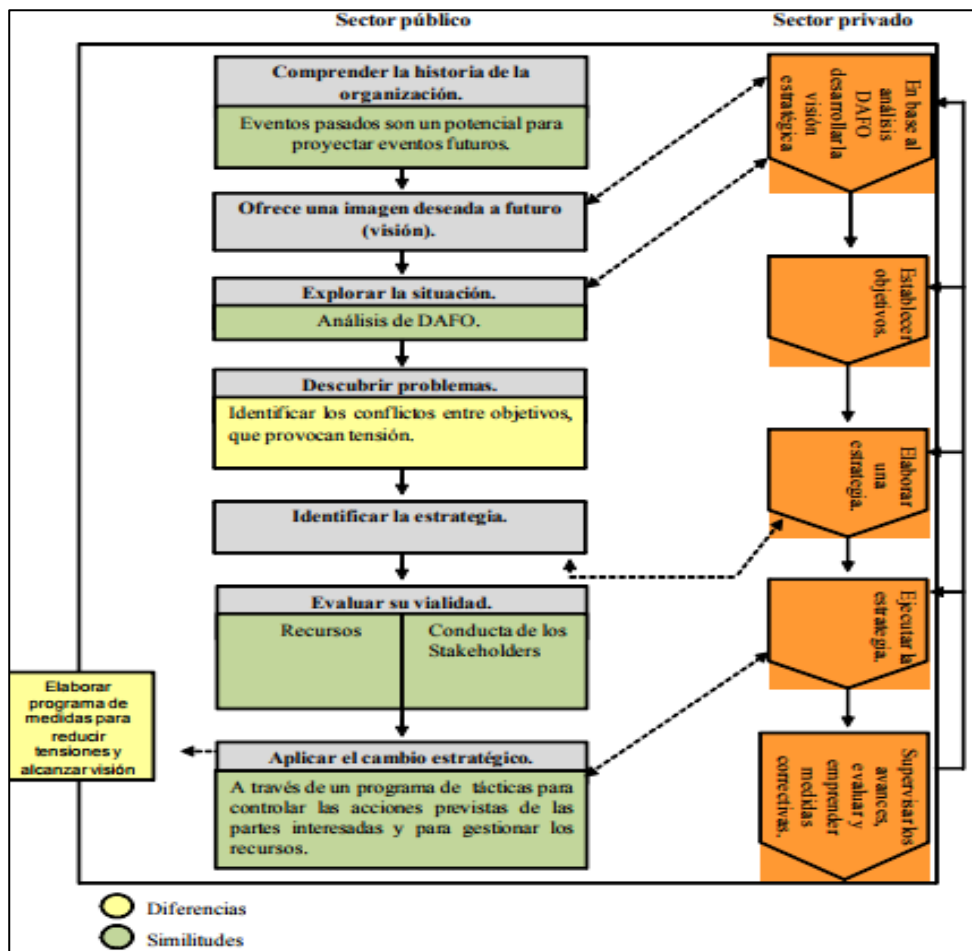 Sector público
Sector privado
Comprender la historia de la
organización.
Eventos pasados son un potencial para
proyectar eventos futuros.
Ofrece una imagen deseada a futuro
(visión).
Explorar la situación.
Análisis de DAFO.
Descubrir problemas.
Identificar los conflictos entre objetivos,
que provocan tensión.
Identificar la estrategia.
Evaluar su vialidad.
Recursos
Conducta de los
Stakeholders
Elaborar
programa de
medidas para
reducir
tensiones y
alcanzar visión
Aplicar el cambio estratégico.
A través de un programa de tácticas para
controlar las acciones previstas de las
partes interesadas y para gestionar los
recursos.
En base al
análisis
DAFO
desarrollar la
visión
estratégica
Establecer
objetivos.
Elaborar
una
estrategia.
Ejecutar la
estrategia.
Supervisar los
avances,
evaluar y
emprender
medidas
correctivas.
Diferencias
Similitudes